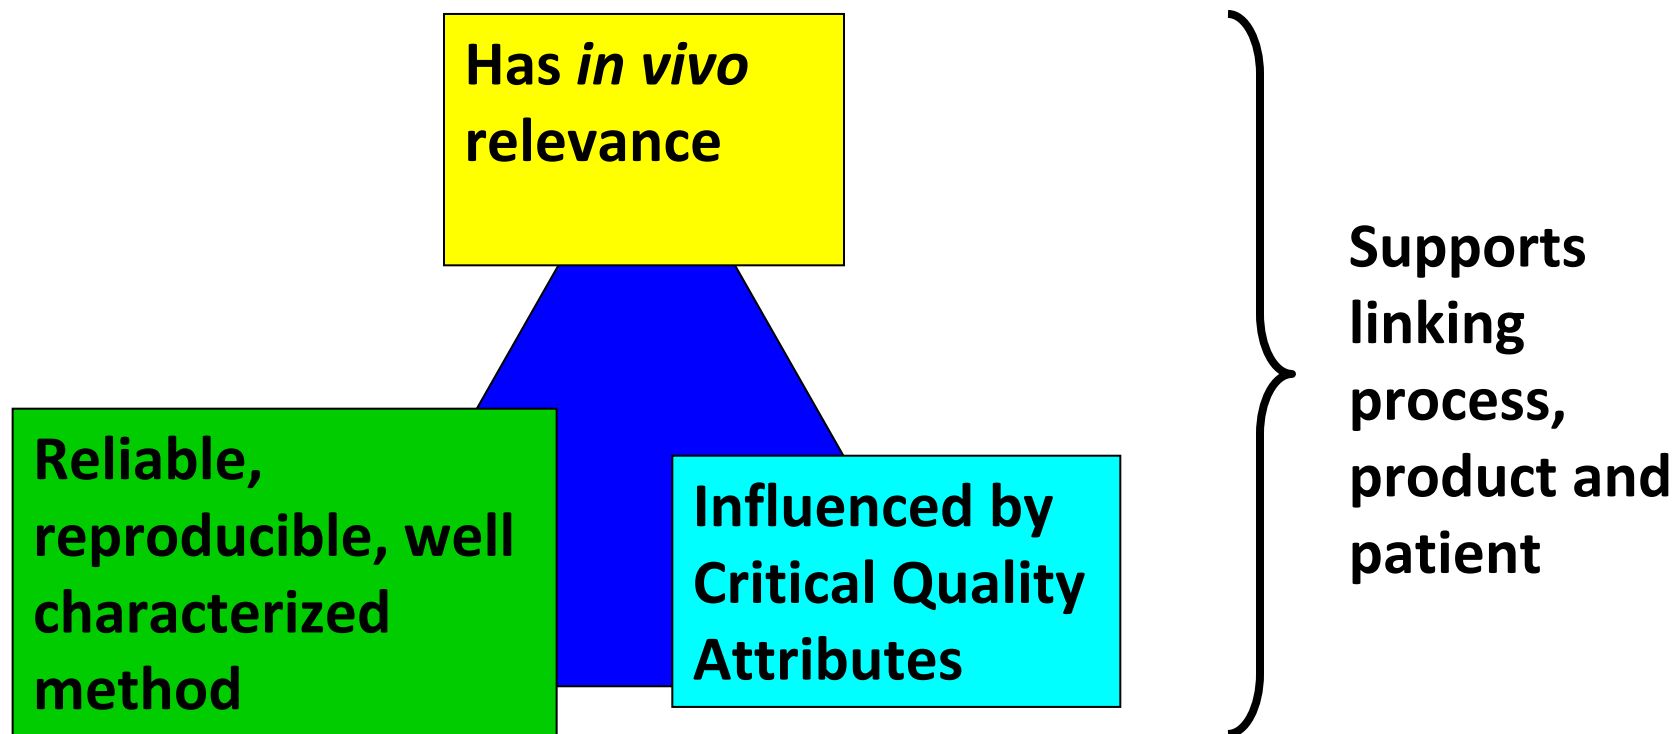 Has in vivo
relevance
Reliable,
reproducible, well
characterized
method
Influenced by
Critical Quality
Attributes
Supports
linking
process,
product and
patient